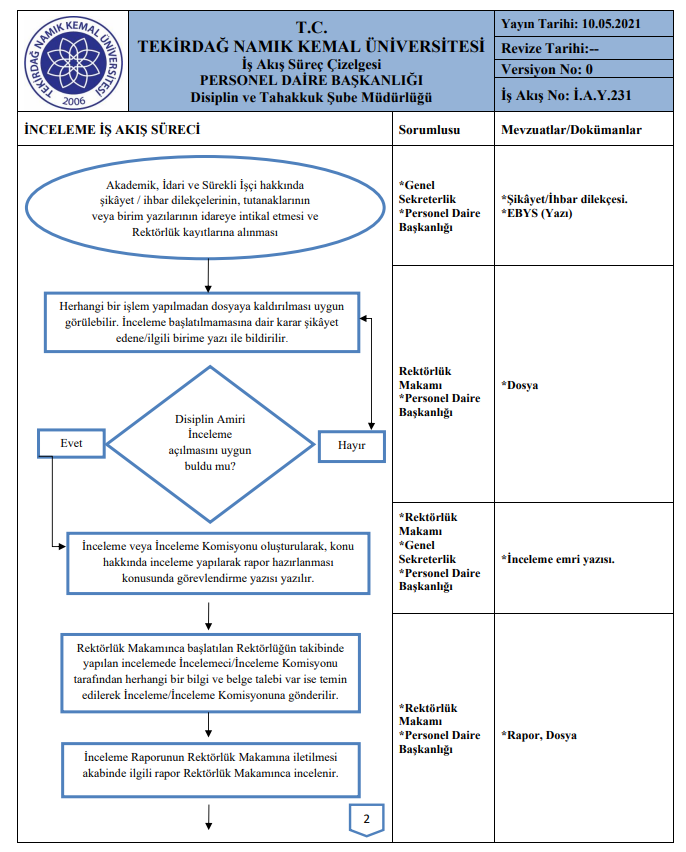 TEKİRDAĞ NAMIK KEMAL ÜNİVERSİTESİ
2006
T.C.
TEKİRDAĞ NAMIK KEMAL ÜNİVERSİTESİ
İş Akış Süreç Çizelgesi
PERSONEL DAİRE BAŞKANLIĞI
Disiplin ve Tahakkuk Şube Müdürlüğü
Yayın Tarihi: 10.05.2021
Revize Tarihi:--
Versiyon No: 0
İş Akış No: İ.A.Y.231
İNCELEME İŞ AKIŞ SÜRECİ
Sorumlusu
Mevzuatlar/Dokümanlar
Akademik, İdari ve Sürekli İşçi hakkında
şikâyet / ihbar dilekçelerinin, tutanaklarının
veya birim yazılarının idareye intikal etmesi ve
Rektörlük kayıtlarına alınması
*Genel
Sekreterlik
*Personel Daire
Başkanlığı
*Şikâyet/İhbar dilekçesi.
*EBYS (Yazı)
Herhangi bir işlem yapılmadan dosyaya kaldırılması uygun
görülebilir. İnceleme başlatılmamasına dair karar şikâyet
edene/ilgili birime yazı ile bildirilir.
Disiplin Amiri
İnceleme
açılmasını uygun
buldu mu?
Evet
Hayır
Rektörlük
Makamı
*Personel Daire
Başkanlığı
*Dosya
İnceleme veya İnceleme Komisyonu oluşturularak, konu
hakkında inceleme yapılarak rapor hazırlanması
konusunda görevlendirme yazısı yazılır.
*Rektörlük
Makamı
*Genel
Sekreterlik
*Personel Daire
Başkanlığı
*İnceleme emri yazısı.
Rektörlük Makamınca başlatılan Rektörlüğün takibinde
yapılan incelemede İncelemeci/İnceleme Komisyonu
tarafından herhangi bir bilgi ve belge talebi var ise temin
edilerek İnceleme/İnceleme Komisyonuna gönderilir.
İnceleme Raporunun Rektörlük Makamına iletilmesi
akabinde ilgili rapor Rektörlük Makamınca incelenir.
*Rektörlük
Makamı
*Personel Daire
Başkanlığı
*Rapor, Dosya
2